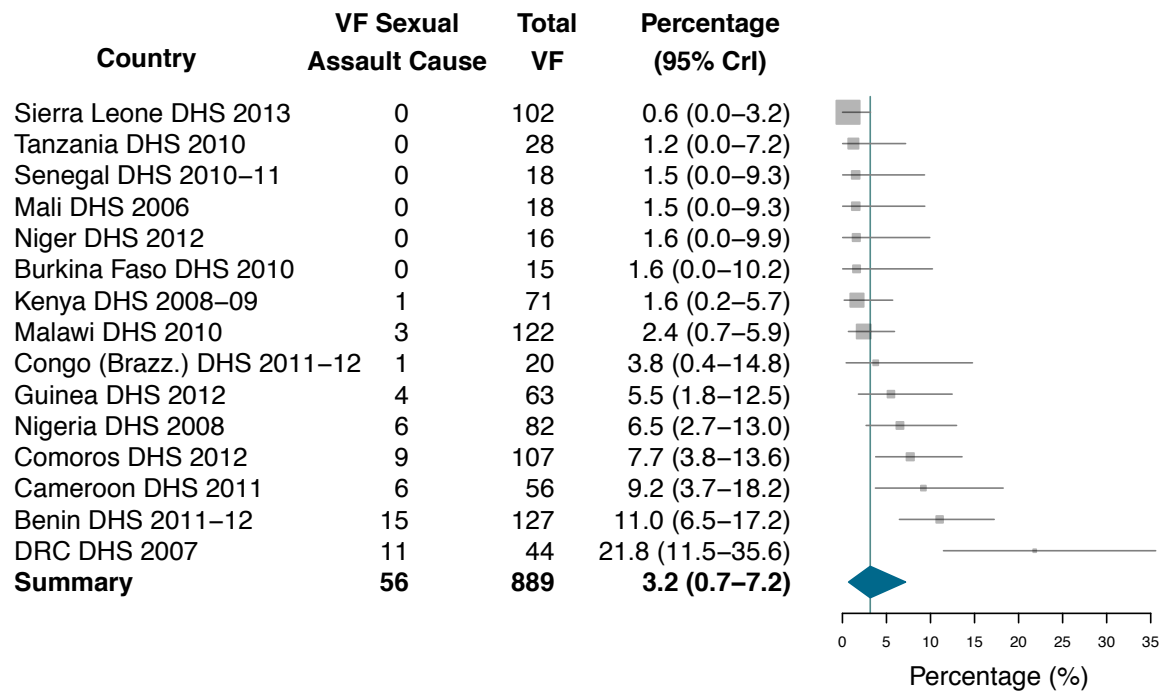 VF Sexual Total Percentage
Country Assault Cause VF (95% CrI)
Sierra Leone DHS 2013 0 102 0.6 (0.0–3.2)
Tanzania DHS 2010 0 28 1.2 (0.0–7.2)
Senegal DHS 2010−11 0 18 1.5 (0.0–9.3)
Mali DHS 2006 0 18 1.5 (0.0–9.3)
Niger DHS 2012 0 16 1.6 (0.0–9.9)
Burkina Faso DHS 2010 0 15 1.6 (0.0–10.2)
Kenya DHS 2008−09 1 71 1.6 (0.2–5.7)
Malawi DHS 2010 3 122 2.4 (0.7–5.9)
Congo (Brazz.) DHS 2011−12 1 20 3.8 (0.4–14.8)
Guinea DHS 2012 4 63 5.5 (1.8–12.5)
Nigeria DHS 2008 6 82 6.5 (2.7–13.0)
Comoros DHS 2012 9 107 7.7 (3.8–13.6)
Cameroon DHS 2011 6 56 9.2 (3.7–18.2)
Benin DHS 2011−12 15 127 11.0 (6.5–17.2)
DRC DHS 2007 11 44 21.8 (11.5–35.6)
Summary 56 889 3.2 (0.7–7.2)
0 5 10 15 20 25 30 35
Percentage (%)